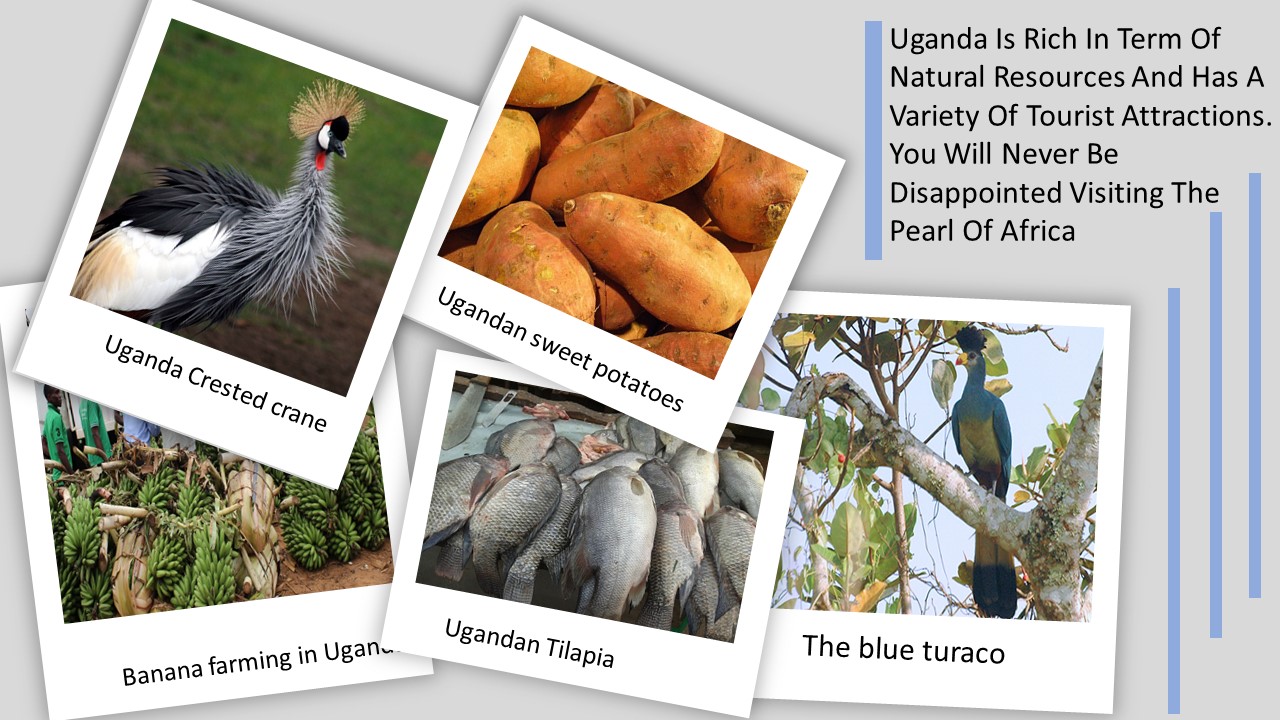 Uganda Is Rich In Term Of
Natural Resources And Has A
Variety Of Tourist Attractions.
You Will Never Be
Disappointed Visiting The
Pearl Of Africa
Uganda Crested crane
Ugandan sweet potatoes
Banana farming in
Ugandan Tilapia
The blue turaco